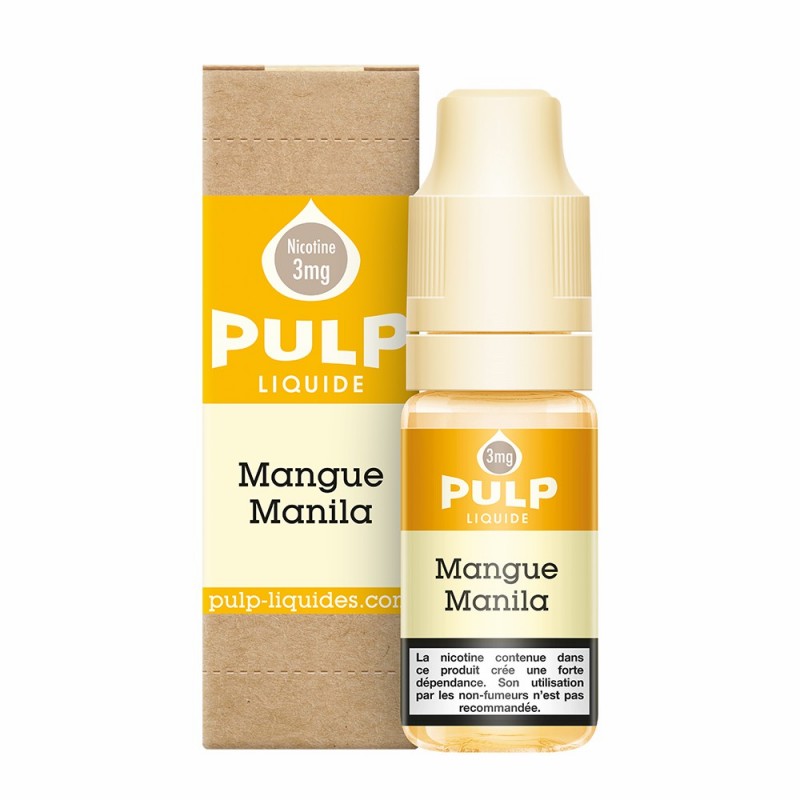 Nicotine
3mg
PULP
LIQUIDE
Mangue
Manila
pulp-liquides.com
3mg
PULP
LIQUIDE
Mangue
Manila
La nicotine contenue dans
ce produit crée une forte
dépendance. Son utilisation
par les non-fumeurs n'est pas
recommandée.